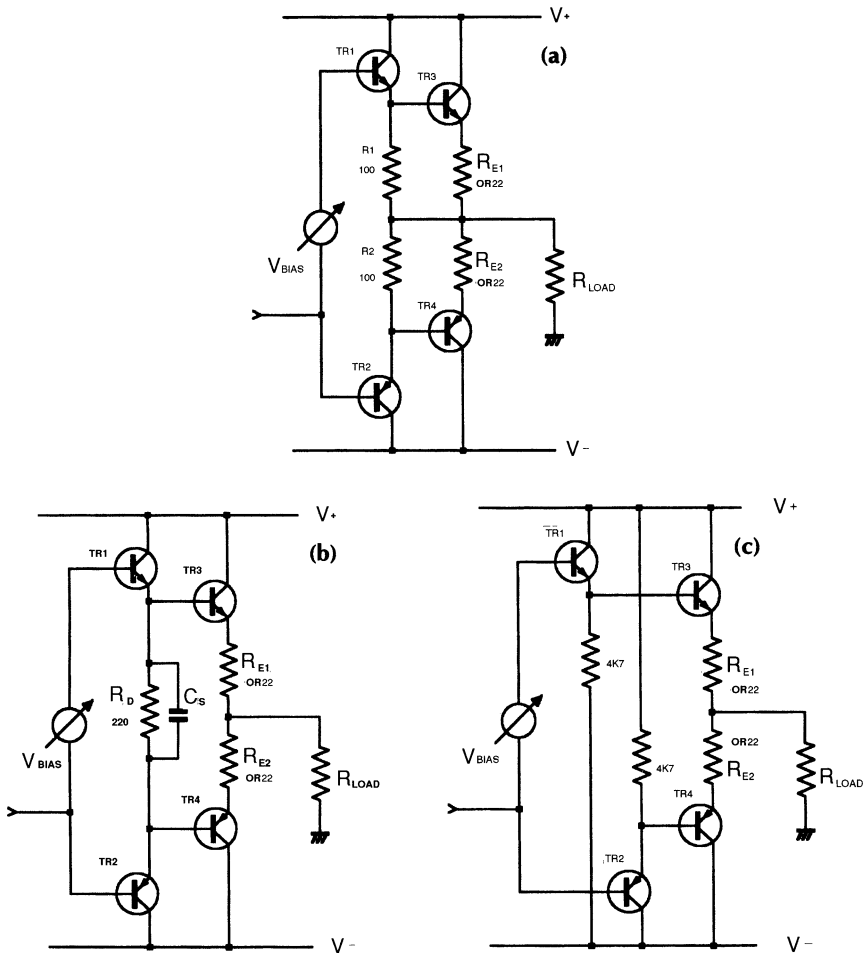 V+
TR1
(a)
TR3
R1
100
RE1
OR22
R2
100
RE2
OR22
VBIAS
RLOAD
TR4
TR2
V-
V+
TR1
(b)
TR3
RE1
OR22
RD
220
CS
VBIAS
RE2
OR22
RLOAD
TR4
TR2
V-
V+
TR1
(c)
TR3
4K7
RE1
OR22
VBIAS
4K7
OR22
RE2
RLOAD
TR4
TR2
V-